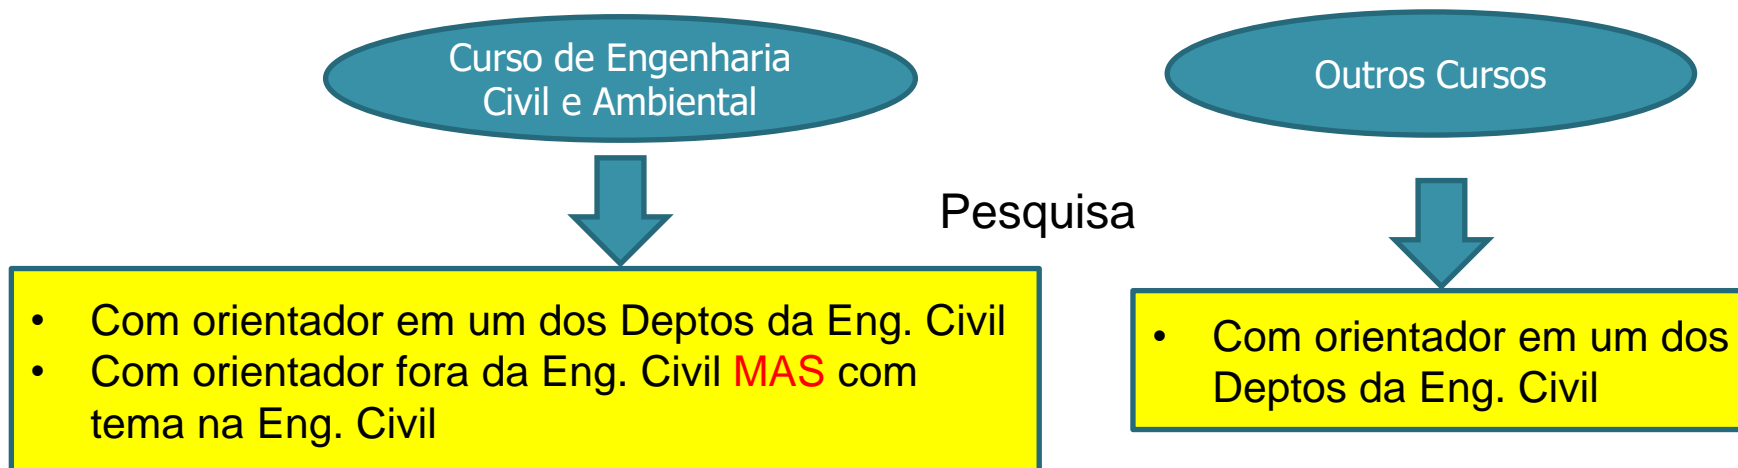 Curso de Engenharia
Civil e Ambiental
Outros Cursos
Pesquisa
• Com orientador em um dos Deptos da Eng. Civil
• Com orientador fora da Eng. Civil MAS com
tema na Eng. Civil
• Com orientador em um dos
Deptos da Eng. Civil